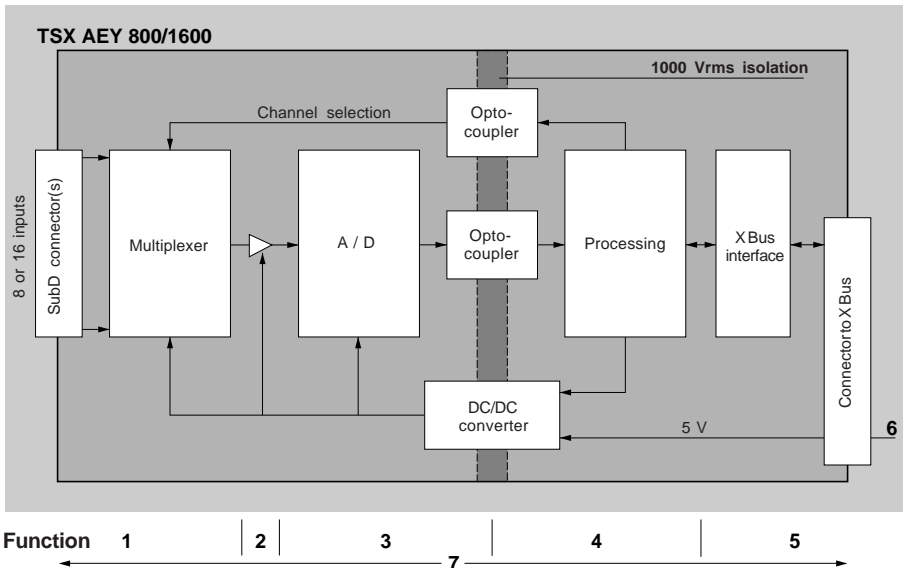 TSX AEY 800/1600
1000 Vrms isolation
Channel selection
Opto-
coupler
8 or 16 inputs
SubD connector(s)
Multiplexer
A / D
Opto-
coupler
Processing
X Bus
interface
Connector to X Bus
DC/DC
converter
5 V
6
Function 1 2 3 4 5
7